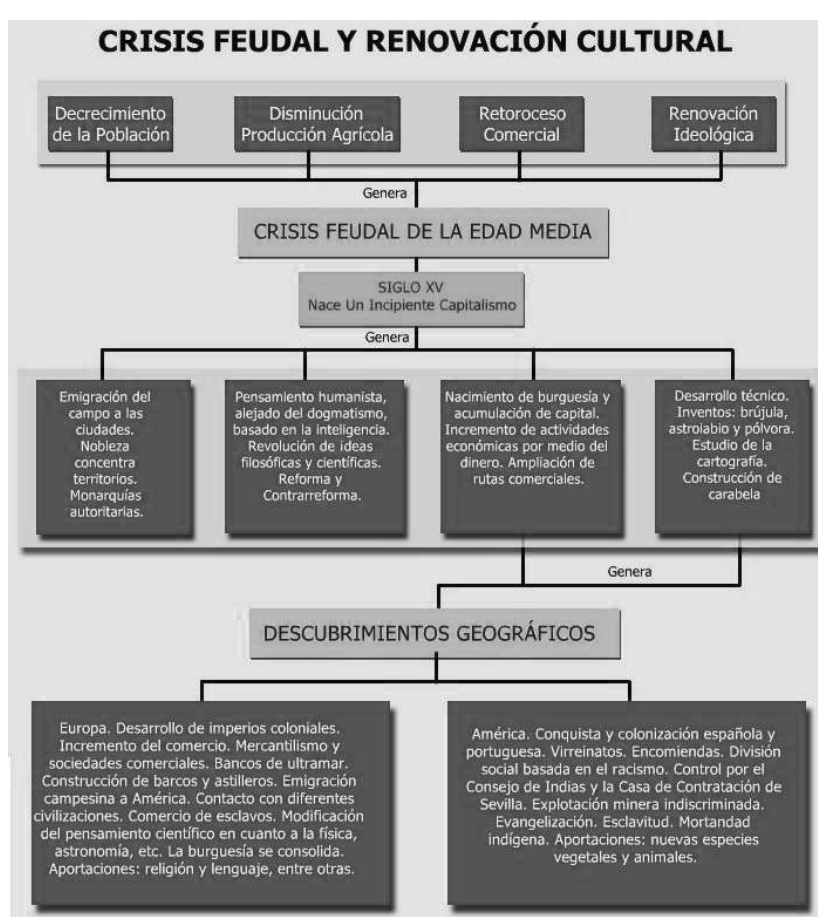 CRISIS FEUDAL Y RENOVACIÓN CULTURAL
Decrecimiento
de la Población
Disminución
Producción Agrícola
Retoroceso
Comercial
Renovación
Ideológica
Genera
CRISIS FEUDAL DE LA EDAD MEDIA
SIGLO XV
Nace Un Incipiente Capitalismo
Genera
Emigración del
campo a las
ciudades.
Nobleza
concentra
territorios.
Monarquías
autoritarias.
Pensamiento humanista,
alejado del dogmatismo,
basado en la inteligencia.
Revolución de ideas
filosóficas y científicas.
Reforma y
Contrarreforma.
Nacimiento de burguesía y
acumulación de capital.
Incremento de actividades
económicas por medio del
dinero. Ampliación de
rutas comerciales.
Desarrollo técnico.
Inventos: brújula,
astroiabio y pólvora.
Estudio de la
cartografía.
Construcción de
carabela
Genera
DESCUBRIMIENTOS GEOGRÁFICOS
Europa. Desarrollo de imperios coloniales.
Incremento del comercio. Mercantilismo y
sociedades comerciales. Bancos de ultramar.
Construcción de barcos y astilleros. Emigración
campesina a América. Contacto con diferentes
civilizaciones. Comercio de esclavos. Modificación
del pensamiento científico en cuanto a la física,
astronomía, etc. La burguesía se consolida.
Aportaciones: religión y lenguaje, entre otras.
América. Conquista y colonización española y
portuguesa. Virreinatos. Encomiendas. División
social basada en el racismo. Control por el
Consejo de Indias y la Casa de Contratación de
Sevilla. Explotación minera indiscriminada.
Evangelización. Esclavitud. Mortandad
indígena. Aportaciones: nuevas especies
vegetales y animales.